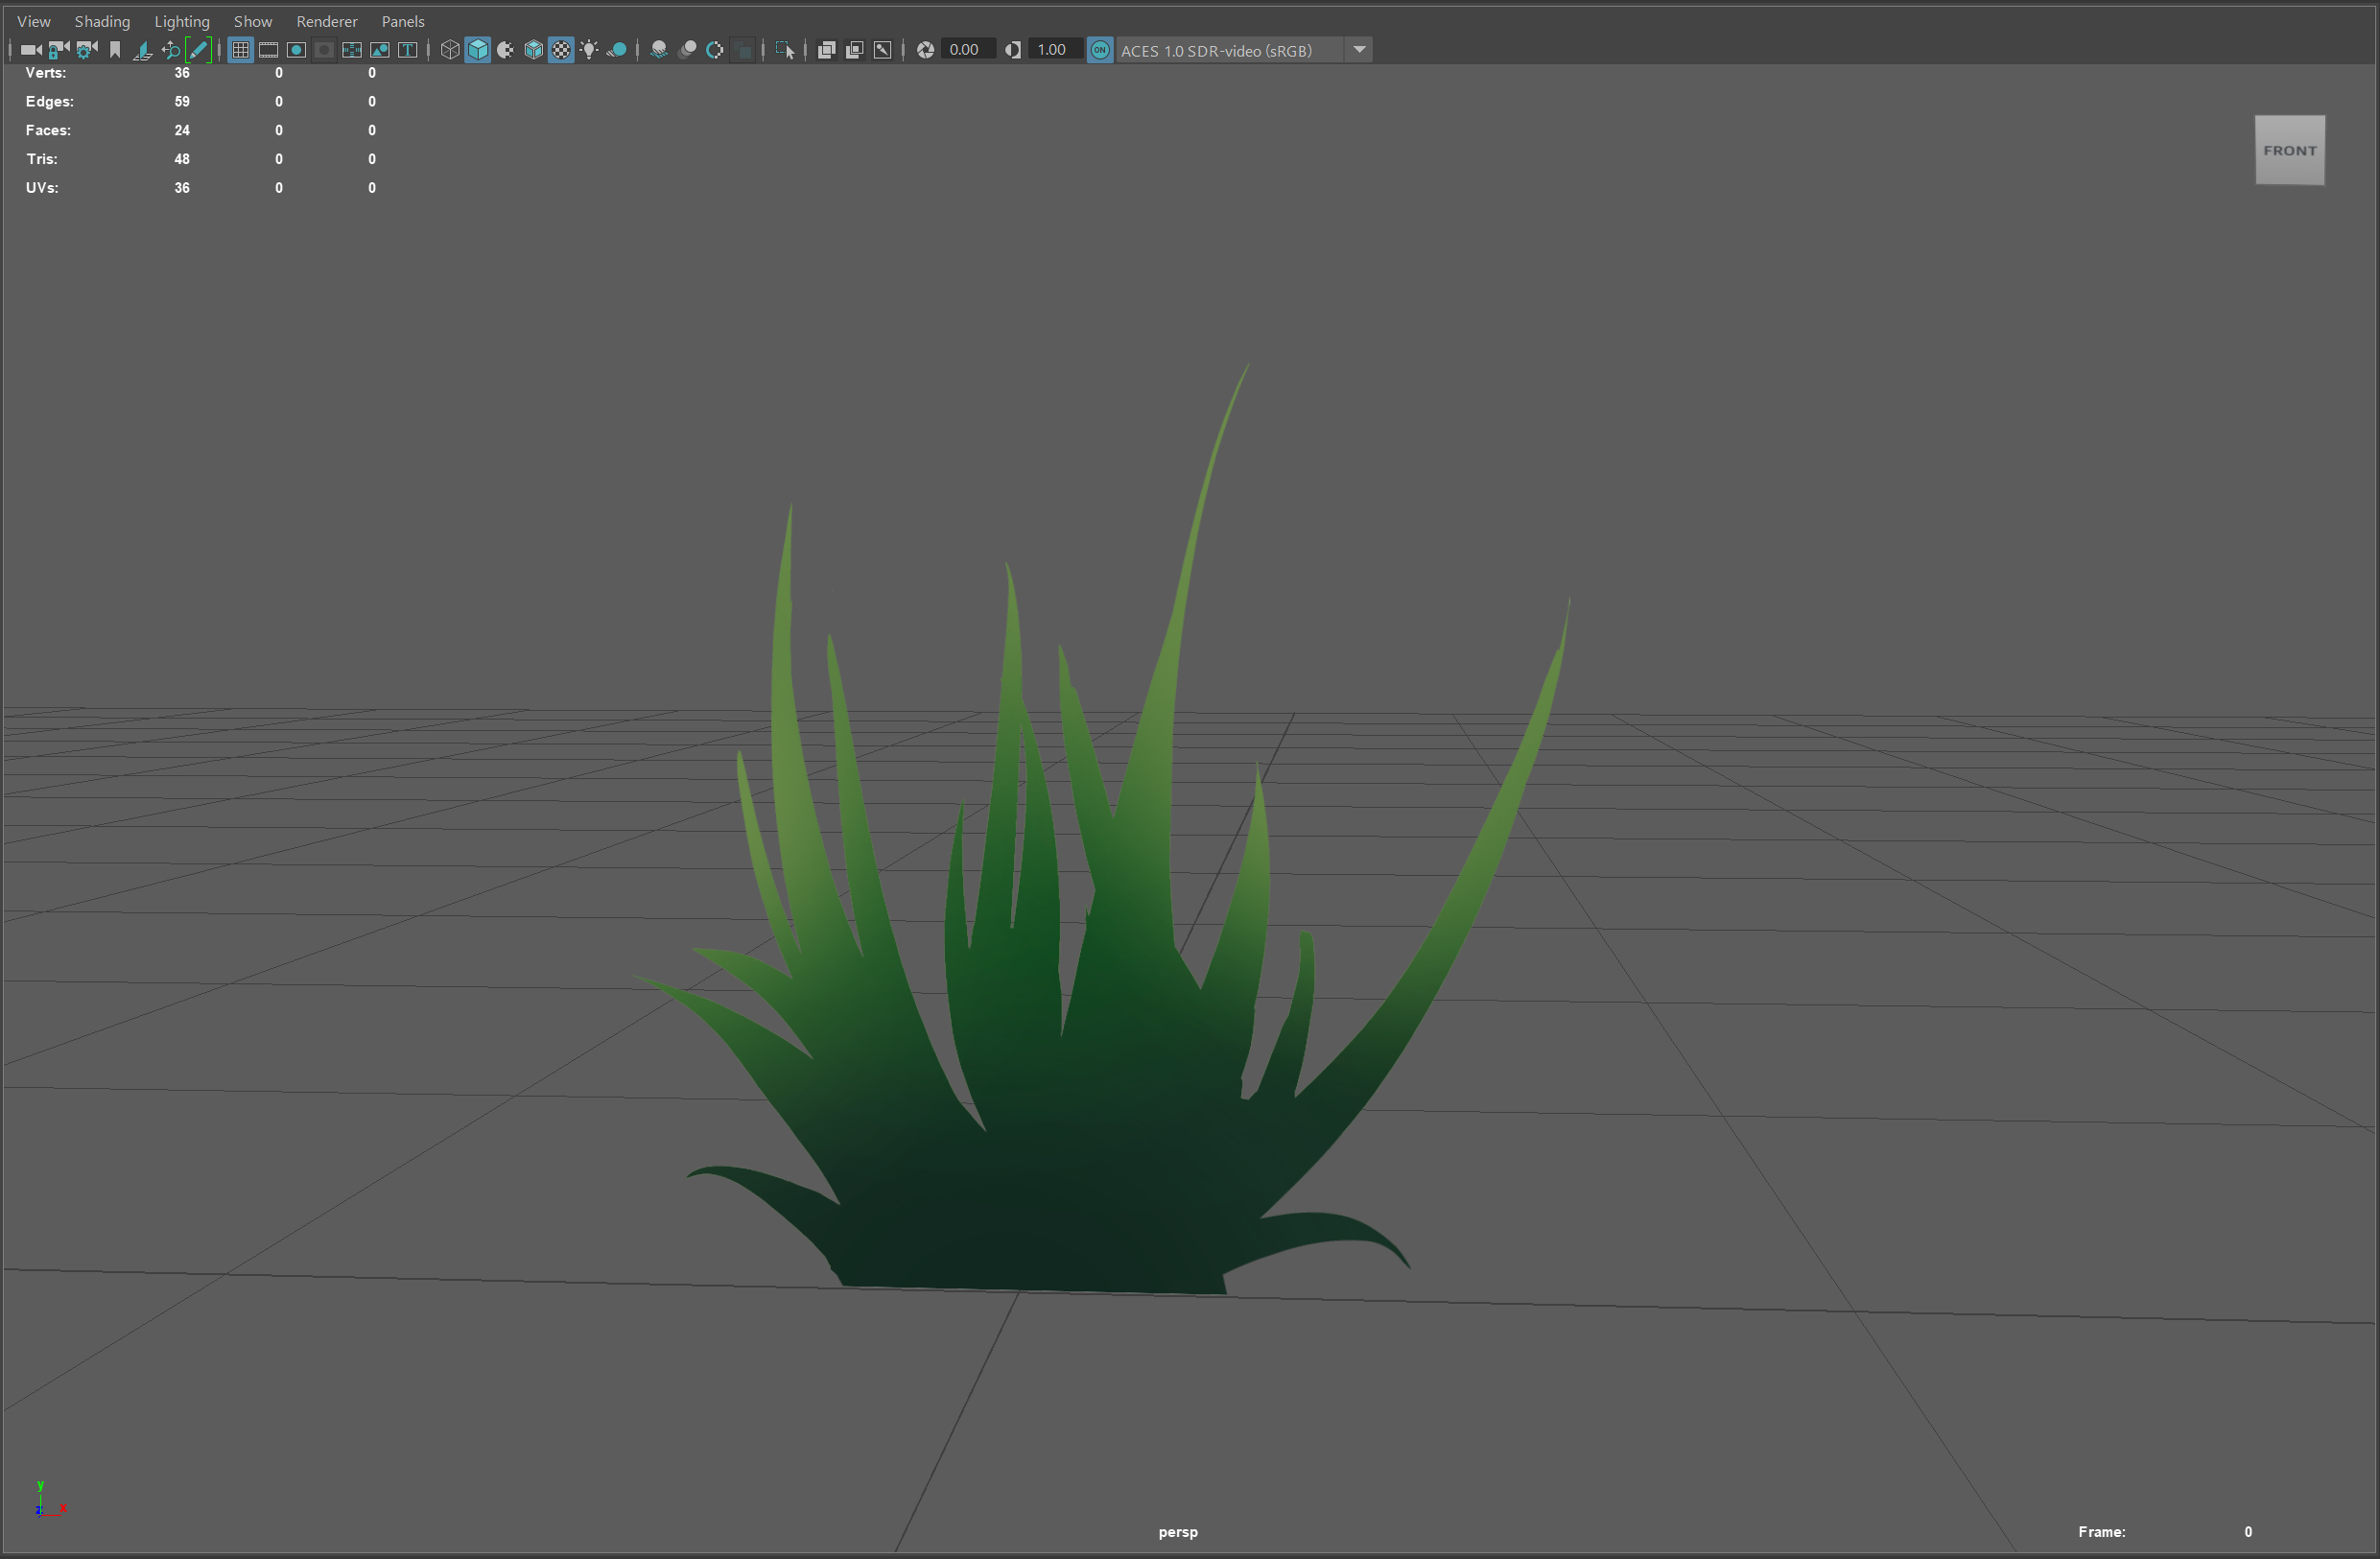 View Shading Lighting Show Renderer Panels
0.00 1.00 ON ACES 1.0 SDR-video (sRGB)
Verts: 36 0 0
Edges: 59 0 0
Faces: 24 0 0
Tris: 48 0 0
UVs: 36 0 0
FRONT
y
z x
persp
Frame: 0